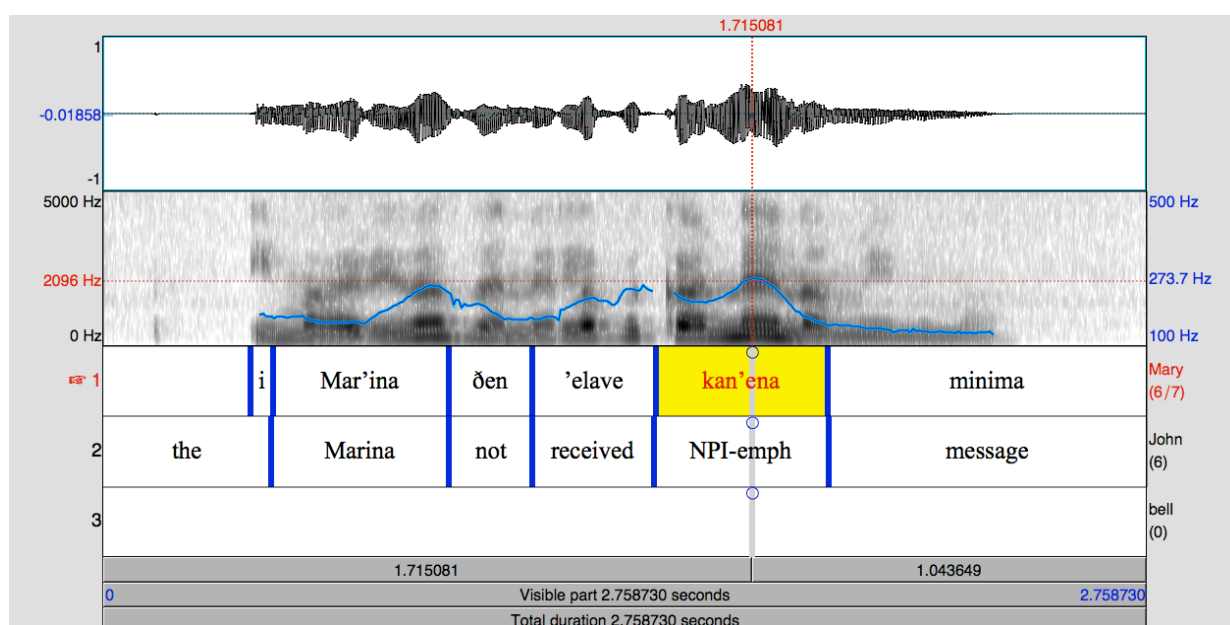 1.715081
1
-0.01858
-1
5000 Hz 500 Hz
2096 Hz 273.7 Hz
0 Hz 100 Hz
☞ 1 i Mar’ina ðen ’elave kan’ena minima Mary (6/7)
2 the Marina not received NPI-emph message John (6)
3 bell (0)
1.715081 1.043649
0 Visible part 2.758730 seconds 2.758730
Total duration 2.758730 seconds